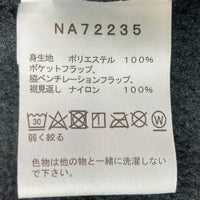 NA72235
身生地 ポリエステル 100%
ポケットフラップ、
脇ベンチレーションフラップ、
裾見返し ナイロン 100%
弱く絞る
色物は他の物と一緒に洗濯しない
で下さい。